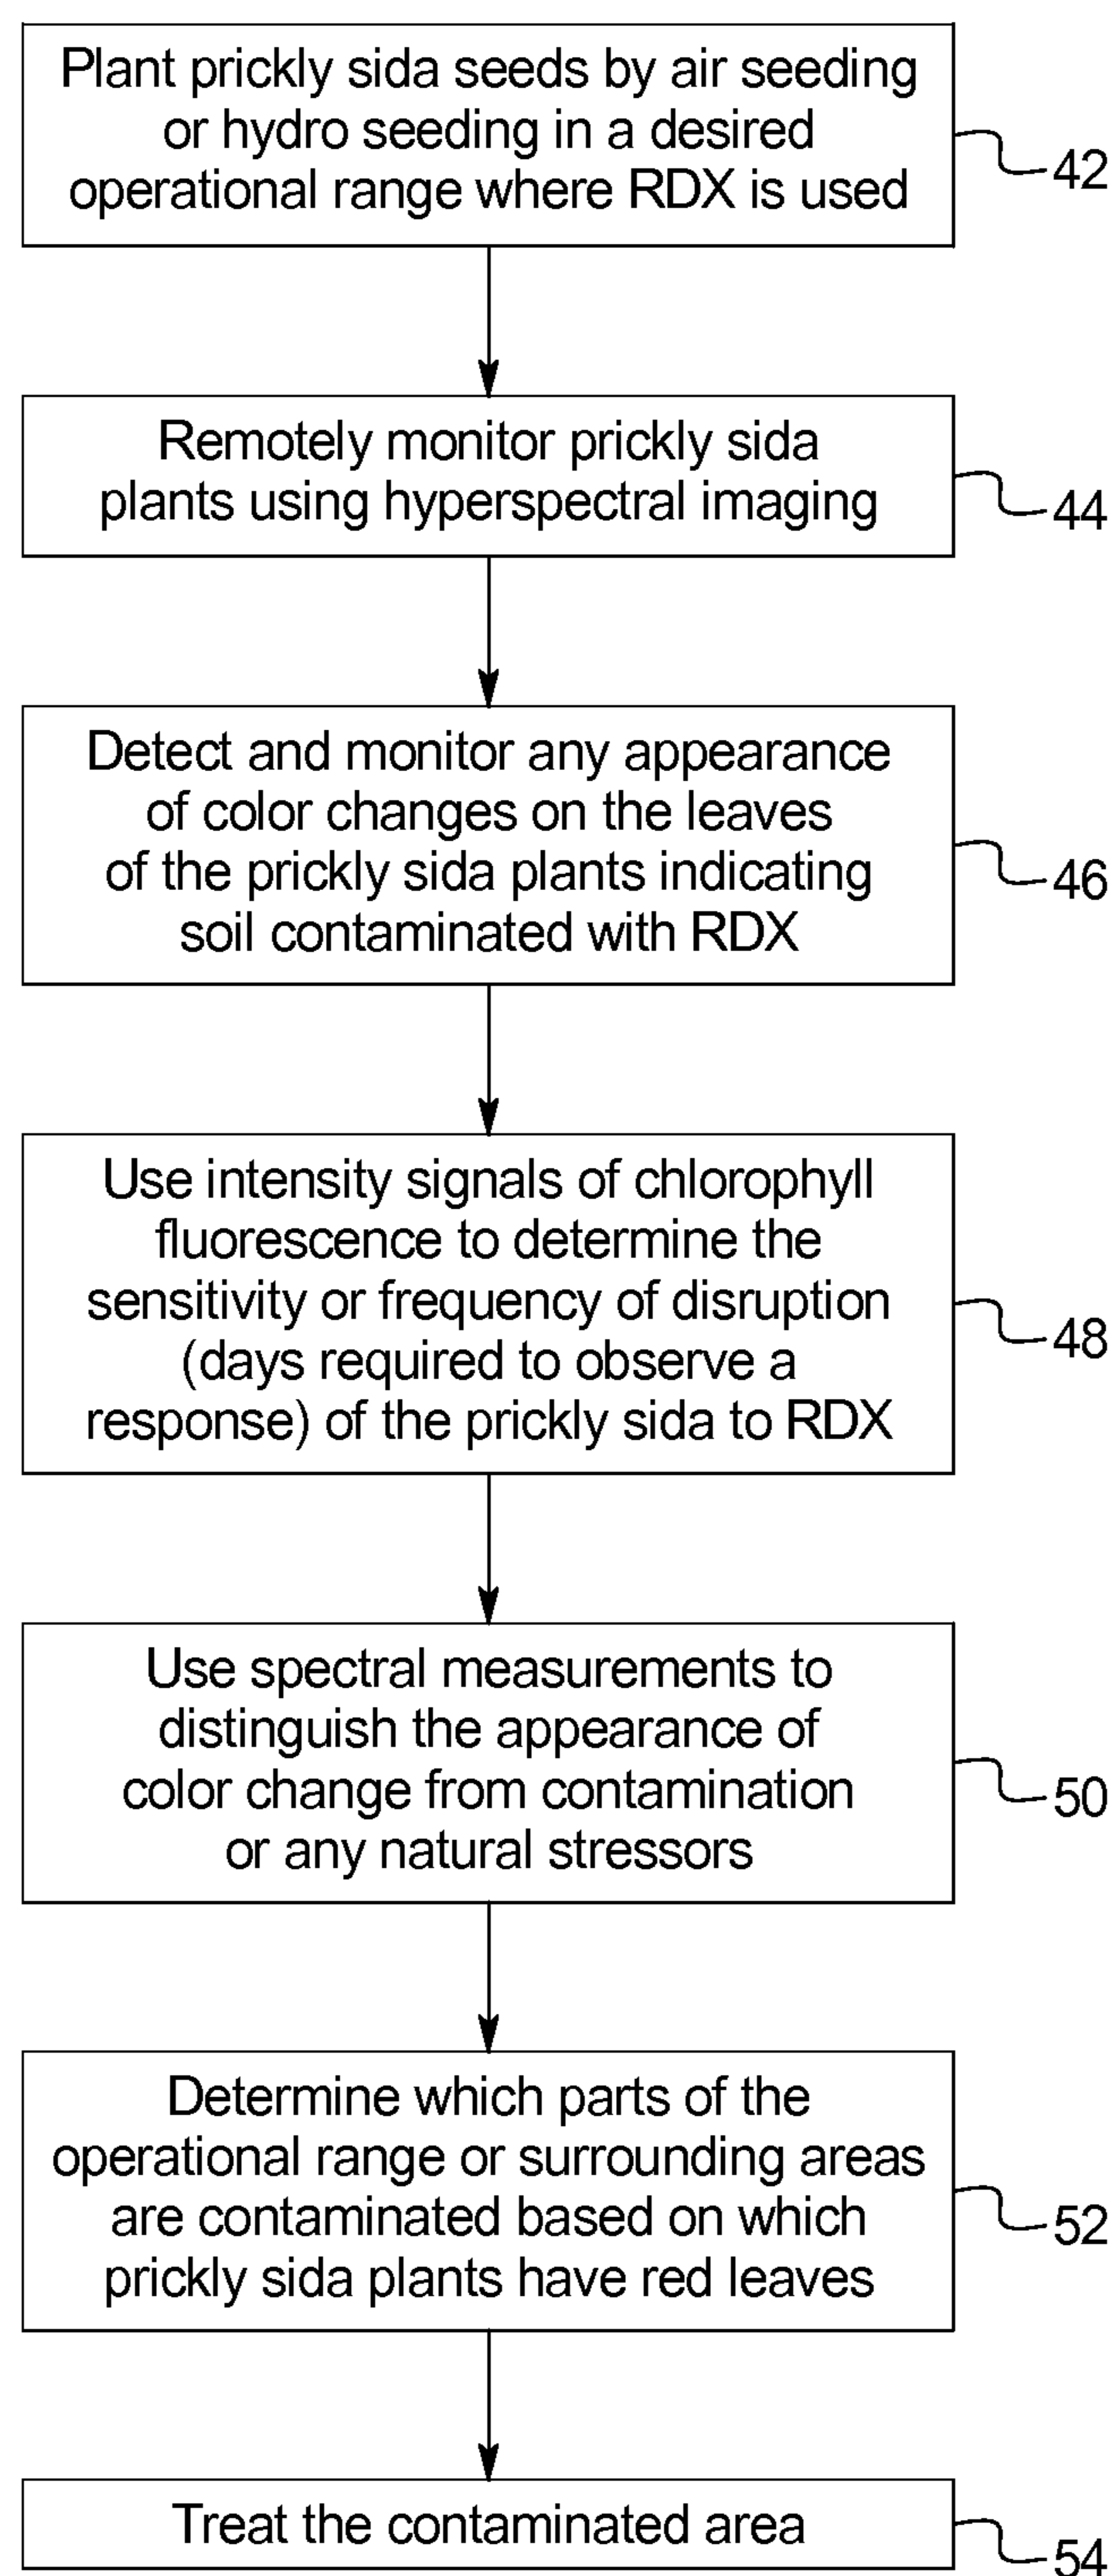 Plant prickly sida seeds by air seeding
or hydro seeding in a desired
operational range where RDX is used
42
Remotely monitor prickly sida
plants using hyperspectral imaging
44
Detect and monitor any appearance
of color changes on the leaves
of the prickly sida plants indicating
soil contaminated with RDX
46
Use intensity signals of chlorophyll
fluorescence to determine the
sensitivity or frequency of disruption
(days required to observe a
response) of the prickly sida to RDX
48
Use spectral measurements to
distinguish the appearance of
color change from contamination
or any natural stressors
50
Determine which parts of the
operational range or surrounding areas
are contaminated based on which
prickly sida plants have red leaves
52
Treat the contaminated area
54